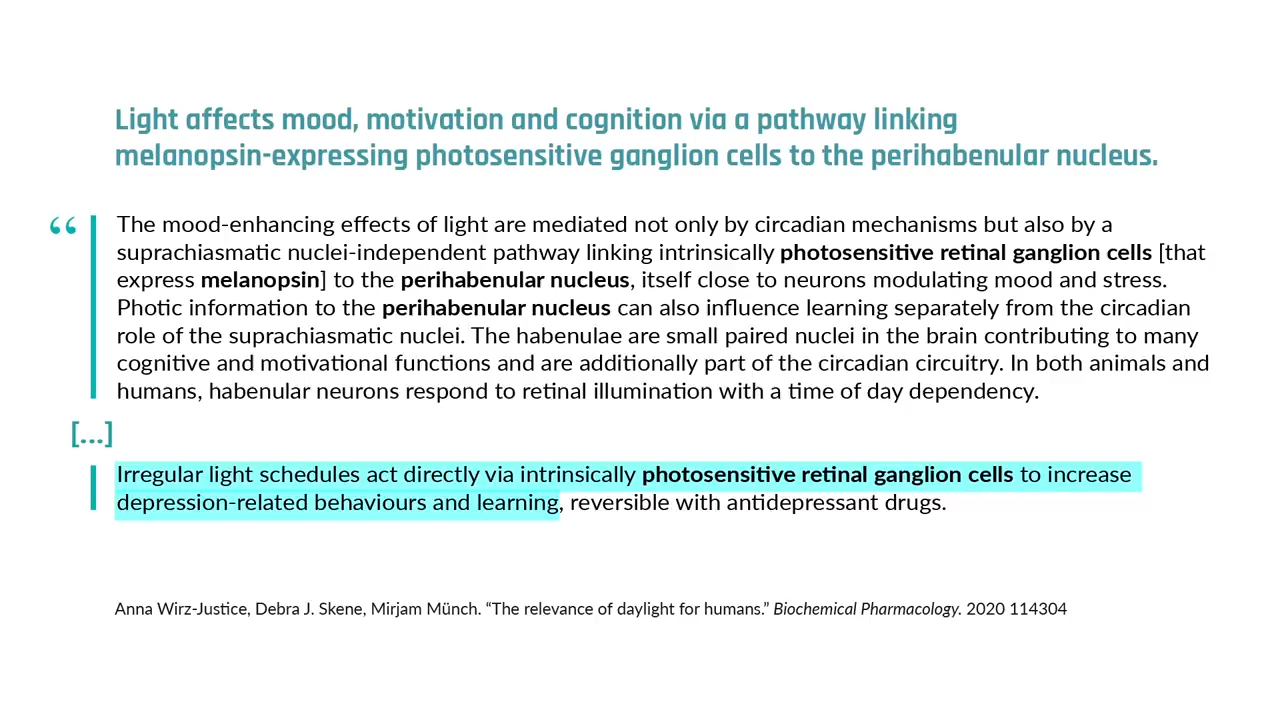 Light affects mood, motivation and cognition via a pathway linking
melanopsin-expressing photosensitive ganglion cells to the perihabenular nucleus.
“ The mood-enhancing effects of light are mediated not only by circadian mechanisms but also by a
suprachiasmatic nuclei-independent pathway linking intrinsically photosensitive retinal ganglion cells [that
express melanopsin] to the perihabenular nucleus, itself close to neurons modulating mood and stress.
Photic information to the perihabenular nucleus can also influence learning separately from the circadian
role of the suprachiasmatic nuclei. The habenulae are small paired nuclei in the brain contributing to many
cognitive and motivational functions and are additionally part of the circadian circuitry. In both animals and
humans, habenular neurons respond to retinal illumination with a time of day dependency.
[...]
Irregular light schedules act directly via intrinsically photosensitive retinal ganglion cells to increase
depression-related behaviours and learning, reversible with antidepressant drugs.
Anna Wirz-Justice, Debra J. Skene, Mirjam Münch. “The relevance of daylight for humans.” Biochemical Pharmacology. 2020 114304